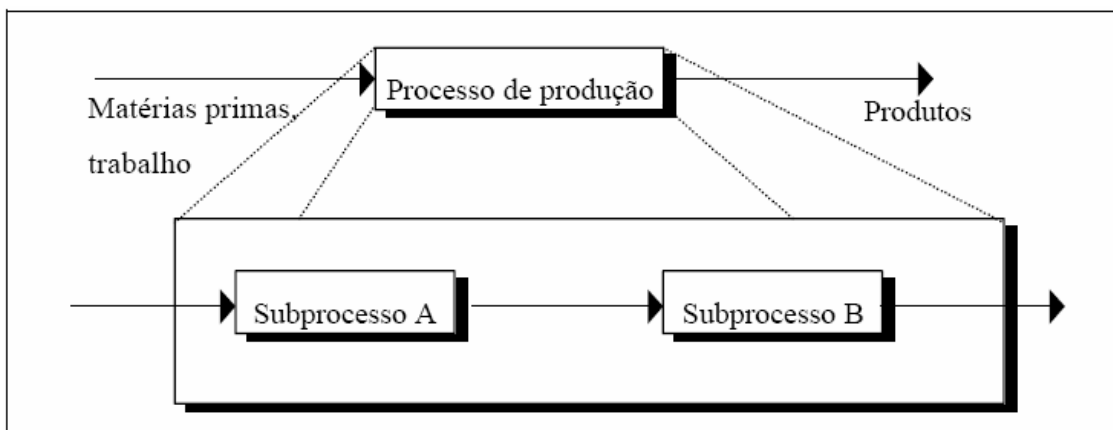 Processo de produção
Matérias primas,
trabalho
Produtos
Subprocesso A
Subprocesso B